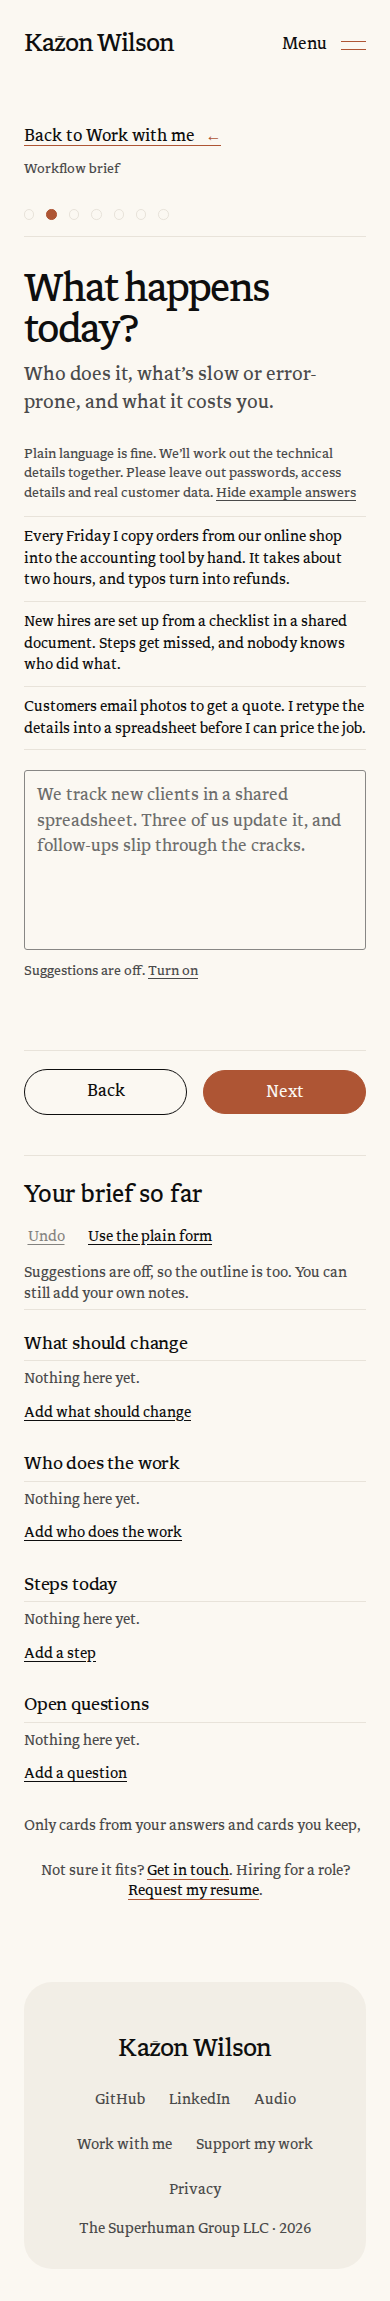 Kažon Wilson
Menu
Back to Work with me ←
Workflow brief
What happens
today?
Who does it, what’s slow or error-
prone, and what it costs you.
Plain language is fine. We’ll work out the technical
details together. Please leave out passwords, access
details and real customer data. Hide example answers
Every Friday I copy orders from our online shop
into the accounting tool by hand. It takes about
two hours, and typos turn into refunds.
New hires are set up from a checklist in a shared
document. Steps get missed, and nobody knows
who did what.
Customers email photos to get a quote. I retype the
details into a spreadsheet before I can price the job.
We track new clients in a shared
spreadsheet. Three of us update it, and
follow-ups slip through the cracks.
Suggestions are off. Turn on
Back
Next
Your brief so far
Undo
Use the plain form
Suggestions are off, so the outline is too. You can
still add your own notes.
What should change
Nothing here yet.
Add what should change
Who does the work
Nothing here yet.
Add who does the work
Steps today
Nothing here yet.
Add a step
Open questions
Nothing here yet.
Add a question
Only cards from your answers and cards you keep,
Not sure it fits? Get in touch. Hiring for a role?
Request my resume.
Kažon Wilson
GitHub LinkedIn Audio
Work with me Support my work
Privacy
The Superhuman Group LLC · 2026